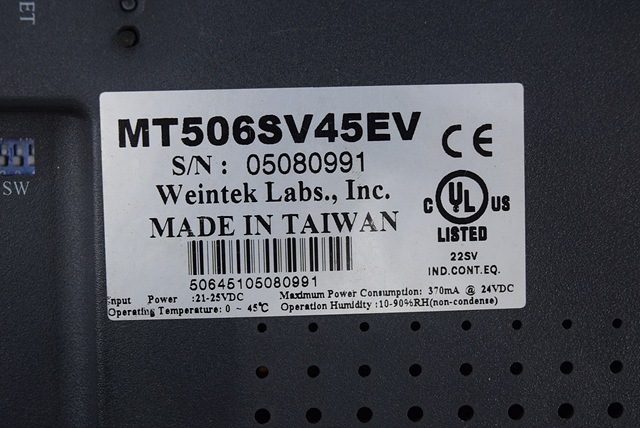 ET
SW
MT506SV45EV
CE
S/N : 05080991
Weintek Labs., Inc.
C UL US
LISTED
MADE IN TAIWAN
22SV
IND.CONT.EQ.
50645105080991
Input Power :21-25VDC Maximum Power Consumption: 370mA @ 24VDC
Operating Temperature: 0 ~ 45℃ Operation Humidity :10-90%RH(non-condense)